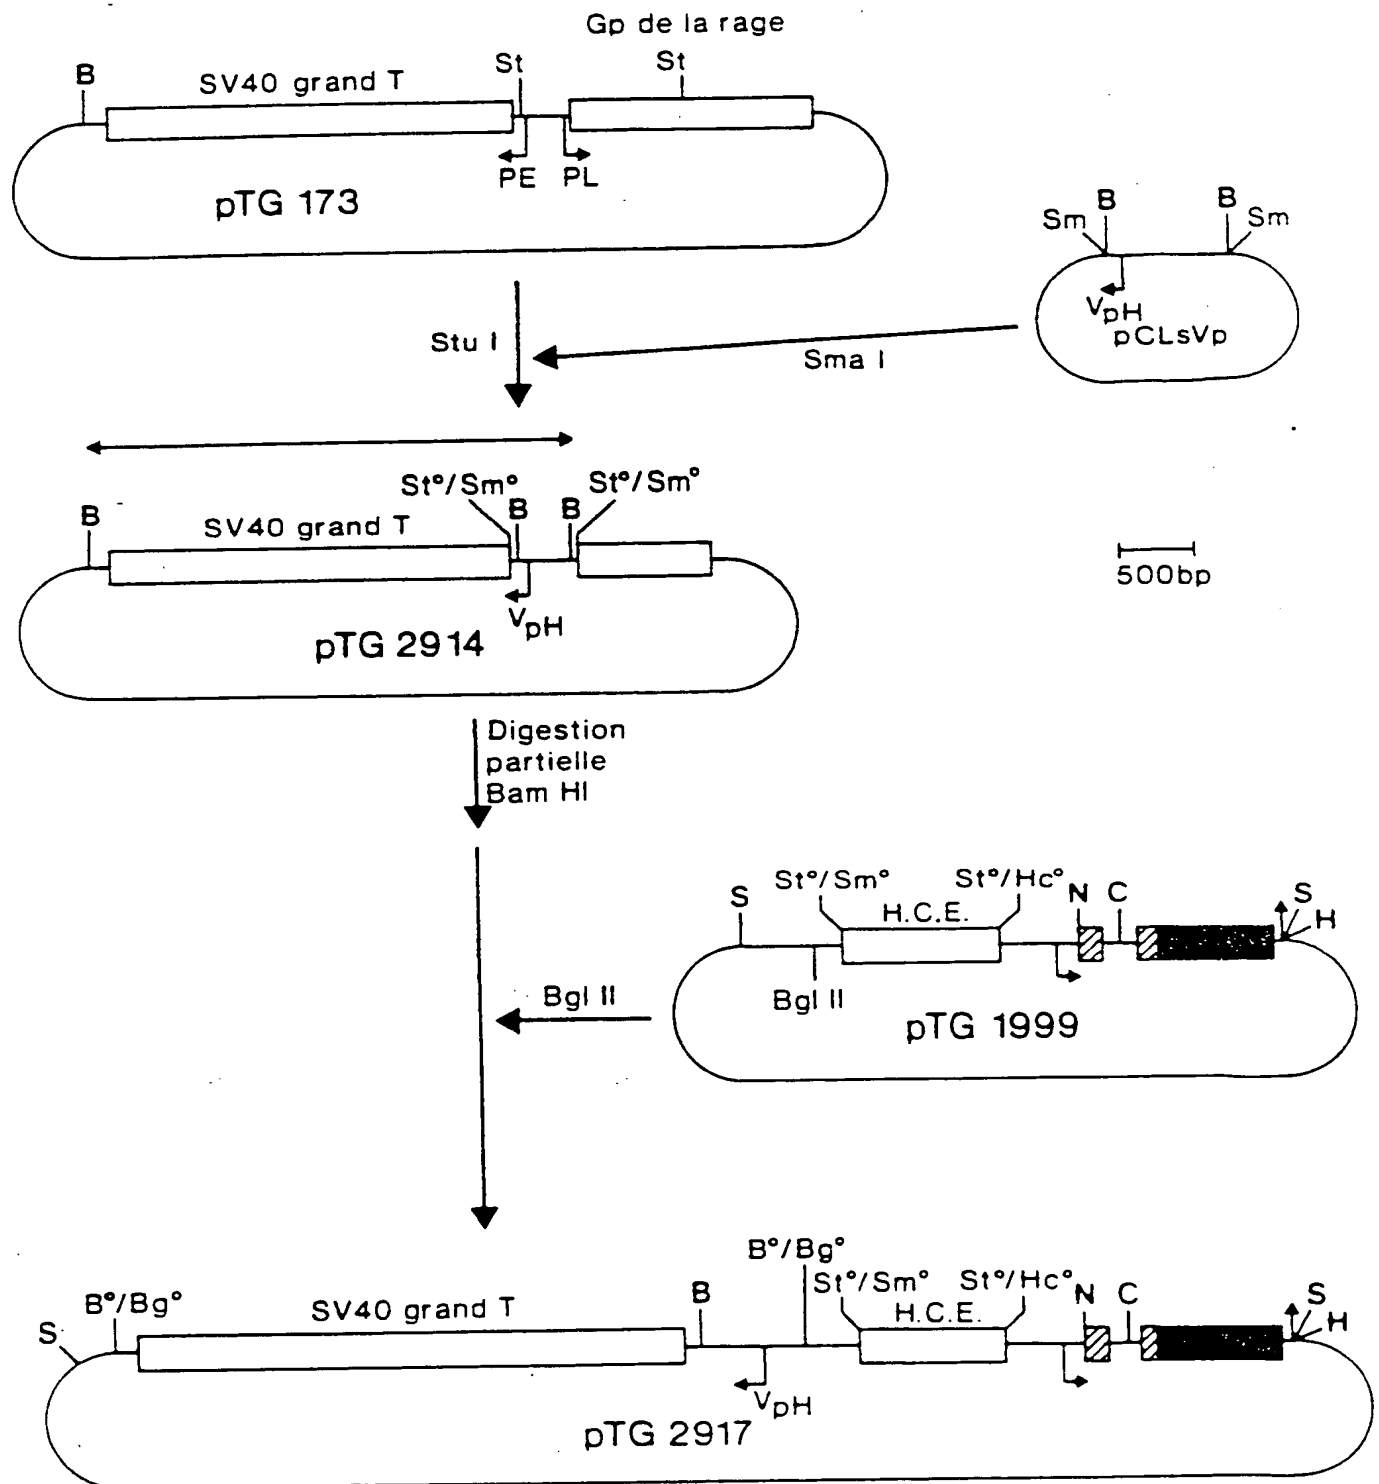 Gp de la rage
B
SV40 grand T
St
St
PE
PL
pTG 173
Sm
B
B
Sm
VpH
pCLsVp
Stu I
Sma I
St°/Sm°
St°/Sm°
B
SV40 grand T
B
B
VpH
pTG 2914
500bp
Digestion
partielle
Bam HI
S
St°/Sm°
H.C.E.
St°/Hc°
N
C
S
H
Bgl II
Bgl II
pTG 1999
S
B°/Bg°
SV40 grand T
B
B°/Bg°
St°/Sm°
H.C.E.
St°/Hc°
N
C
S
H
VpH
pTG 2917